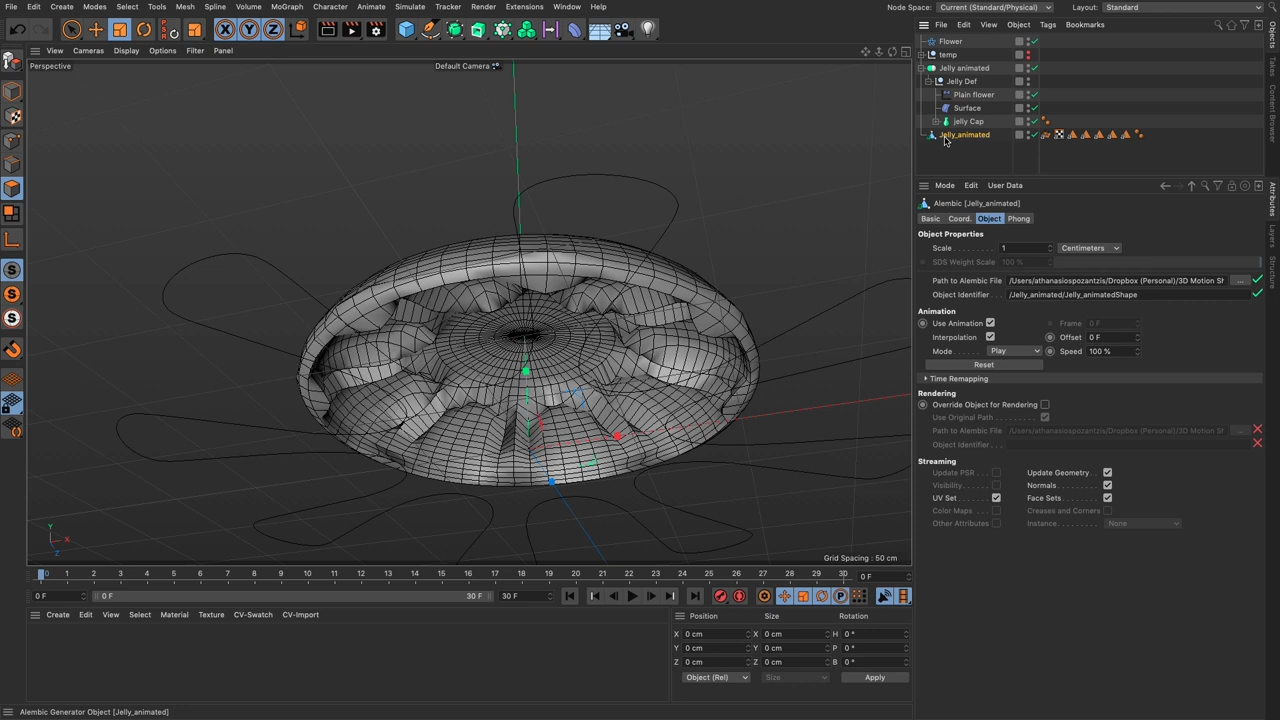 File Edit Create Modes Select Tools Mesh Spline Volume MoGraph Character Animate Simulate Tracker Render Extensions Window Help Node Space: Current (Standard/Physical) Layout: Standard
X Y Z
File Edit View Object Tags Bookmarks
View Cameras Display Options Filter Panel
Perspective
Default Camera
Flower
temp
Jelly animated
Jelly Def
Plain flower
Surface
jelly Cap
Jelly_animated
Objects
Takes
Content Browser
Attributes
Layers
Structure
Mode Edit User Data
Alembic [Jelly_animated]
Basic Coord. Object Phong
Object Properties
Scale 1 Centimeters
SDS Weight Scale 100 %
Path to Alembic File /Users/athanasiospozantzis/Dropbox (Personal)/3D Motion Sh ...
Object Identifier /Jelly_animated/Jelly_animatedShape
Animation
Use Animation Frame 0 F
Interpolation Offset 0 F
Mode Play Speed 100 %
Reset
Time Remapping
Rendering
Override Object for Rendering
Use Original Path
Path to Alembic File /Users/athanasiospozantzis/Dropbox (Personal)/3D Motion Sh ...
Object Identifier
Streaming
Update PSR Update Geometry
Visibility Normals
UV Set Face Sets
Color Maps Creases and Corners
Other Attributes Instance None
Y
X
Z
Grid Spacing : 50 cm
0 1 2 3 4 5 6 7 8 9 10 11 12 13 14 15 16 17 18 19 20 21 22 23 24 25 26 27 28 29 30 0 F
0 F 0 F 30 F 30 F
Create Edit View Select Material Texture CV-Swatch CV-Import
Position Size Rotation
X 0 cm X 0 cm H 0 °
Y 0 cm Y 0 cm P 0 °
Z 0 cm Z 0 cm B 0 °
Object (Rel) Size Apply
Alembic Generator Object [Jelly_animated]